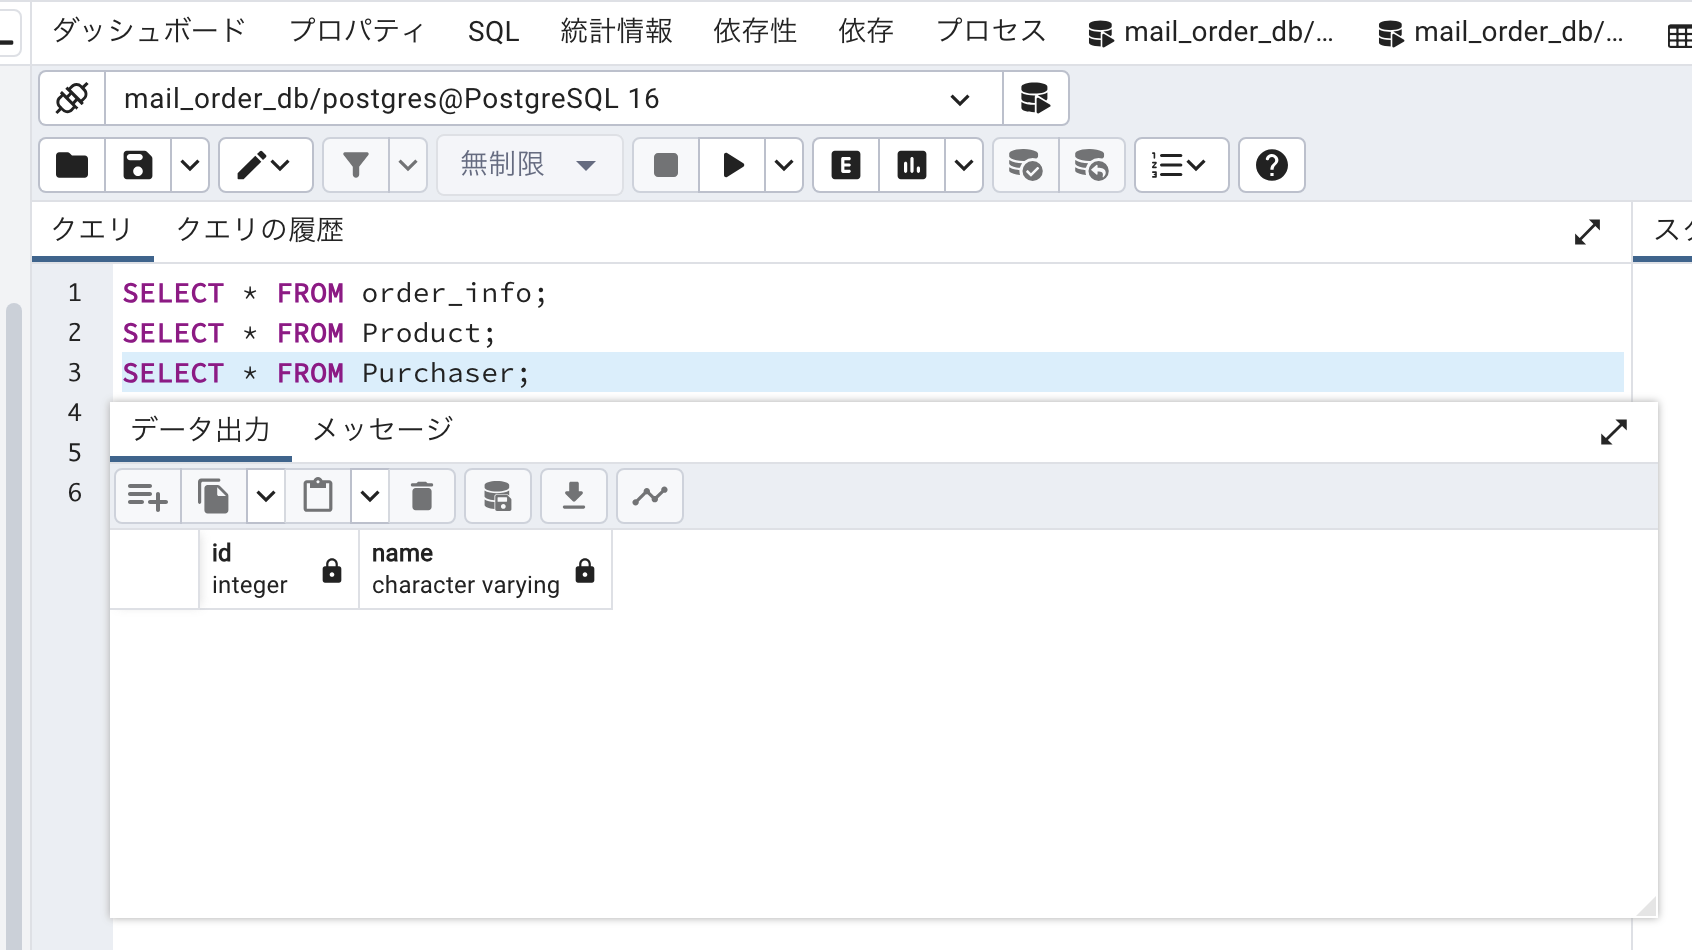 ダッシュボード プロパティ SQL 統計情報 依存性 依存 プロセス mail_order_db/... mail_order_db/...
mail_order_db/postgres@PostgreSQL 16
無制限 E
クエリ クエリの履歴
1 SELECT * FROM order_info;
2 SELECT * FROM Product;
3 SELECT * FROM Purchaser;
4
5
6
データ出力 メッセージ
id name
integer character varying